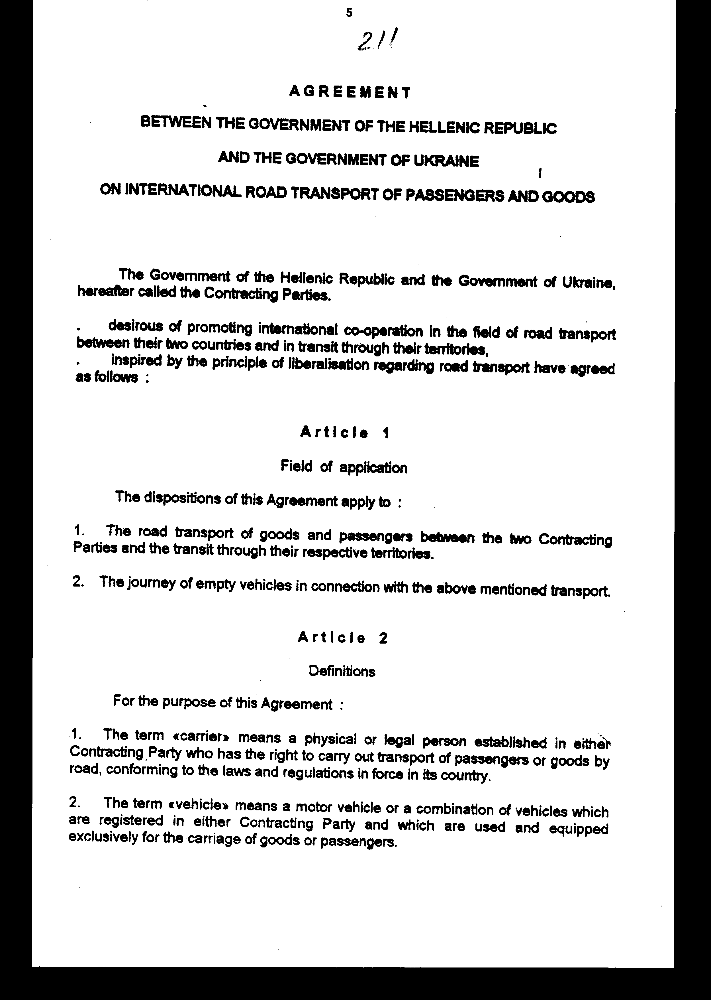 5
211
AGREEMENT
BETWEEN THE GOVERNMENT OF THE HELLENIC REPUBLIC
AND THE GOVERNMENT OF UKRAINE
ON INTERNATIONAL ROAD TRANSPORT OF PASSENGERS AND GOODS
The Government of the Hellenic Republic and the Government of Ukraine,
hereafter called the Contracting Parties.
. desirous of promoting international co-operation in the field of road transport
between their two countries and in transit through their territories,
. inspired by the principle of liberalisation regarding road transport have agreed
as follows :
Article 1
Field of application
The dispositions of this Agreement apply to :
1. The road transport of goods and passengers between the two Contracting
Parties and the transit through their respective territories.
2. The journey of empty vehicles in connection with the above mentioned transport.
Article 2
Definitions
For the purpose of this Agreement :
1. The term «carrier» means a physical or legal person established in either
Contracting Party who has the right to carry out transport of passengers or goods by
road, conforming to the laws and regulations in force in its country.
2. The term «vehicle» means a motor vehicle or a combination of vehicles which
are registered in either Contracting Party and which are used and equipped
exclusively for the carriage of goods or passengers.